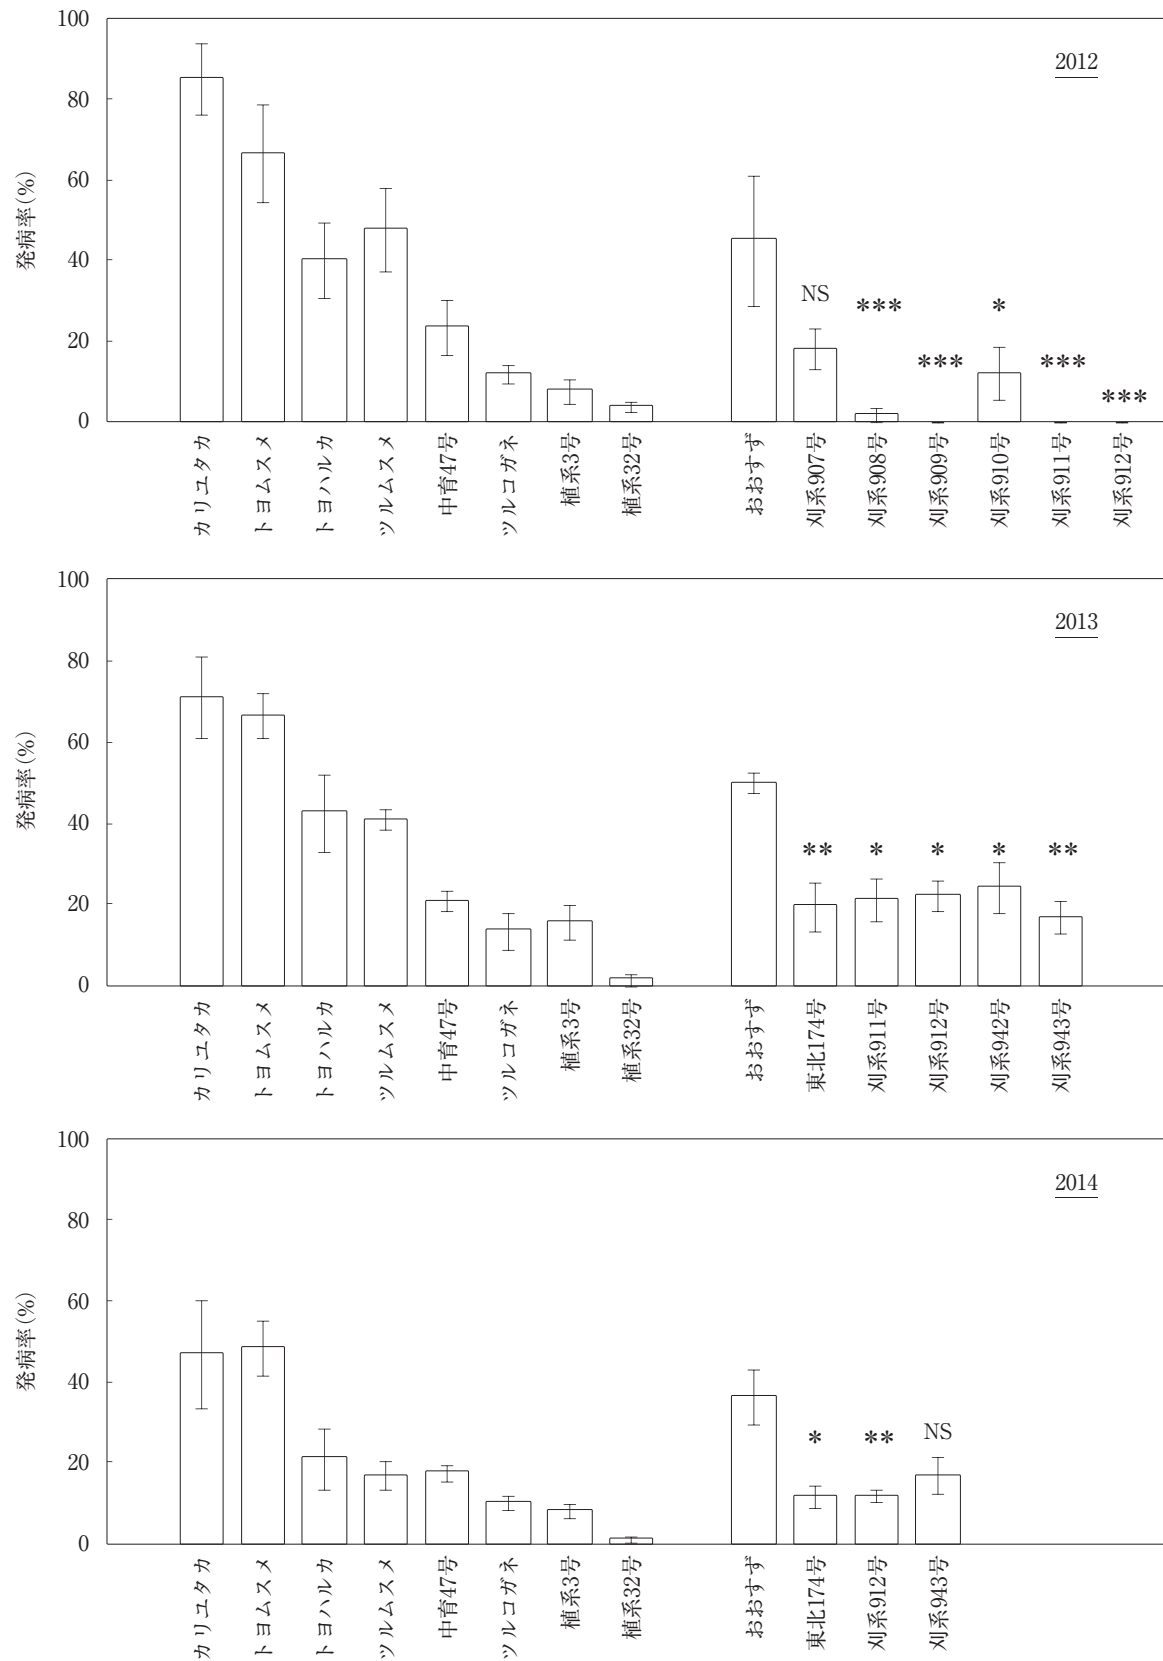 100
80
60
40
20
0
発病率(%)
2012
NS
***
***
*
***
***
カリユタカ
トヨムスメ
トヨハルカ
ツルムスメ
中育47号
ツルコガネ
植系3号
植系32号
おおすず
刈系907号
刈系908号
刈系909号
刈系910号
刈系911号
刈系912号
100
80
60
40
20
0
発病率(%)
2013
**
*
*
*
**
カリユタカ
トヨムスメ
トヨハルカ
ツルムスメ
中育47号
ツルコガネ
植系3号
植系32号
おおすず
東北174号
刈系911号
刈系912号
刈系942号
刈系943号
100
80
60
40
20
0
発病率(%)
2014
*
**
NS
カリユタカ
トヨムスメ
トヨハルカ
ツルムスメ
中育47号
ツルコガネ
植系3号
植系32号
おおすず
東北174号
刈系912号
刈系943号